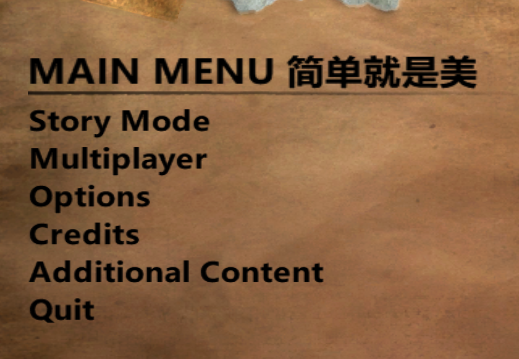 MAIN MENU 简单就是美
Story Mode
Multiplayer
Options
Credits
Additional Content
Quit